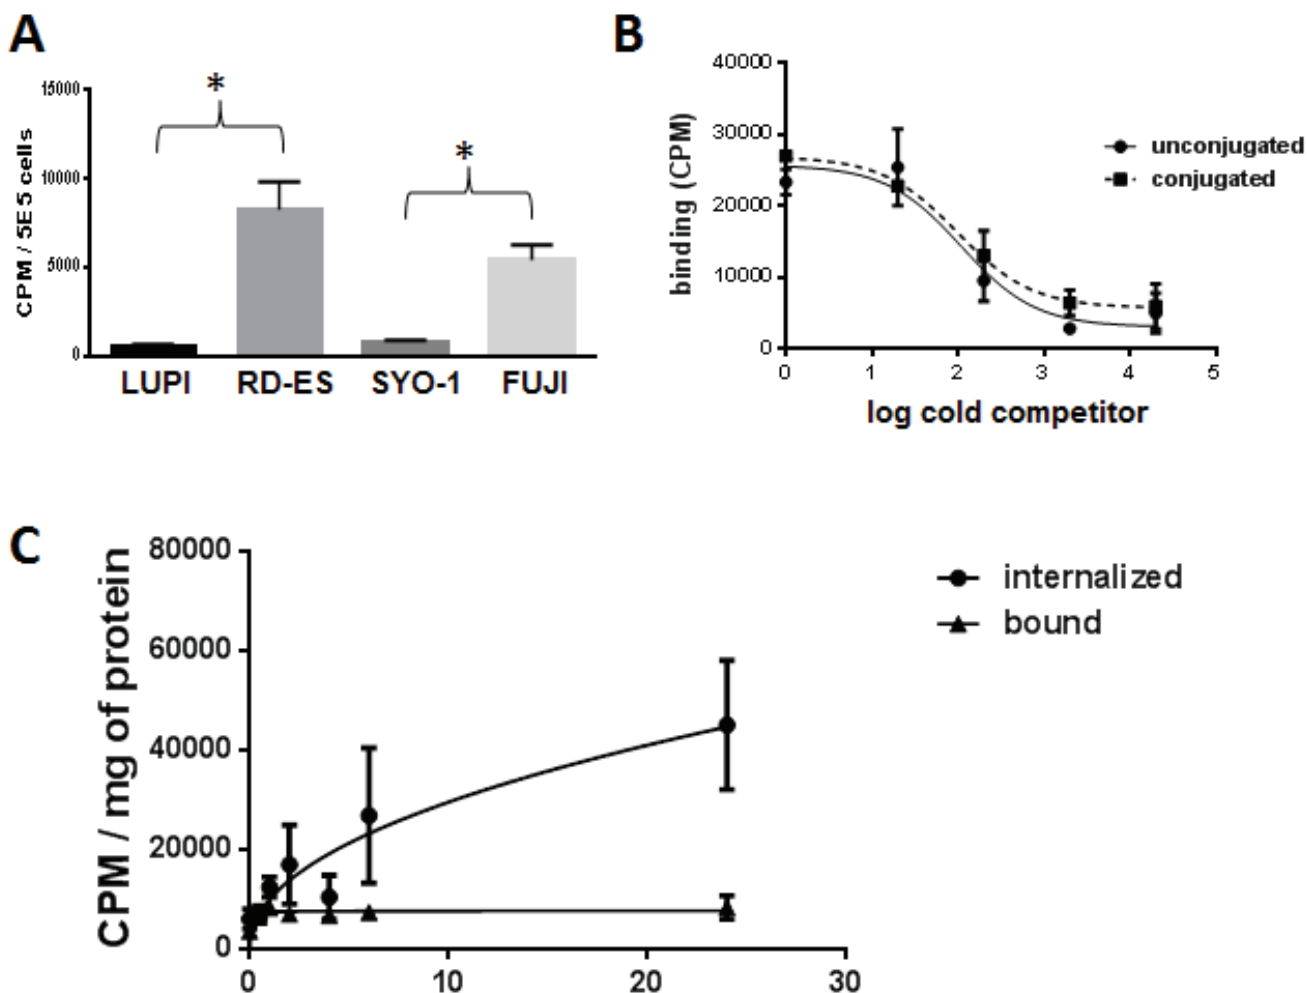 A
15000
10000
5000
0
CPM / 5E5 cells
*
*
LUPI RD-ES SYO-1 FUJI
B
40000
30000
20000
10000
0
binding (CPM)
0 1 2 3 4 5
log cold competitor
unconjugated
conjugated
C
80000
60000
40000
20000
0
CPM / mg of protein
0 10 20 30
internalized
bound